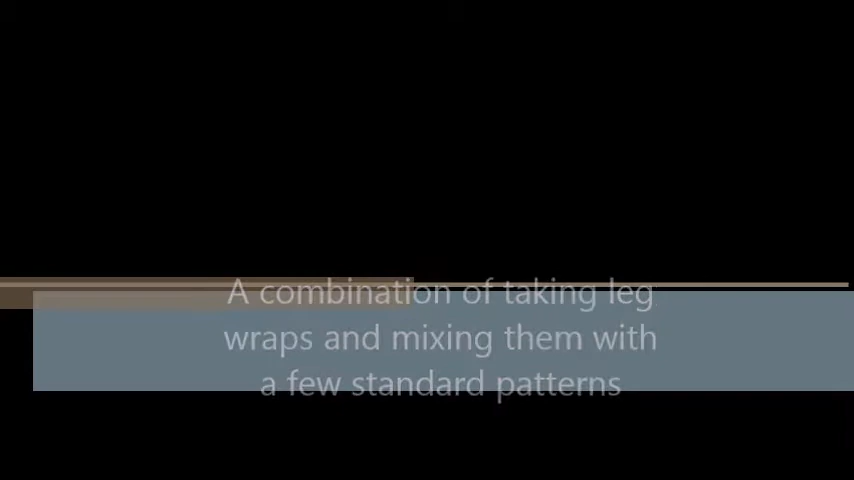 A combination of taking leg
wraps and mixing them with
a few standard patterns